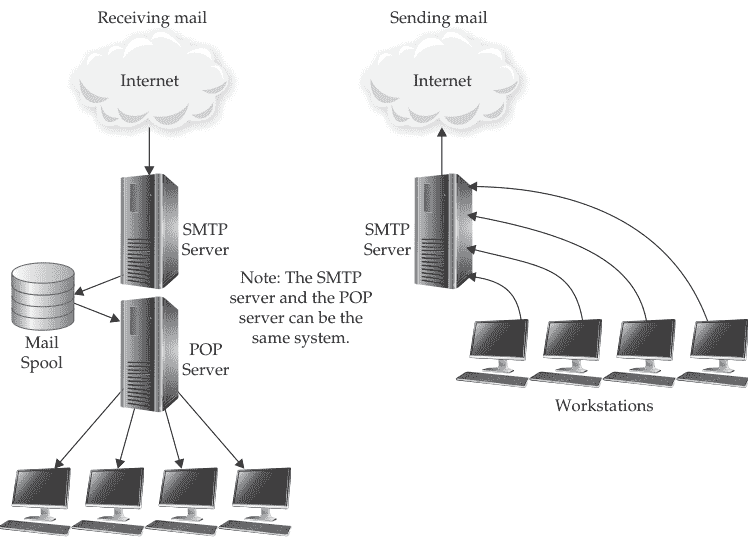 Receiving mail
Internet
SMTP
Server
Mail
Spool
POP
Server
Note: The SMTP
server and the POP
server can be the
same system.
Sending mail
Internet
SMTP
Server
Workstations